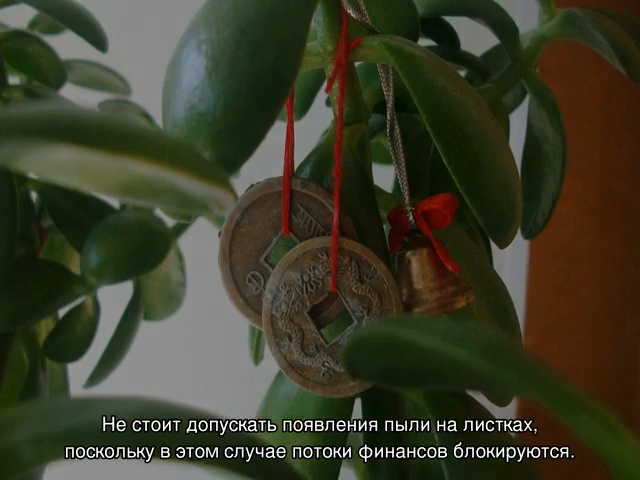 Не стоит допускать появления пыли на листках,
поскольку в этом случае потоки финансов блокируются.